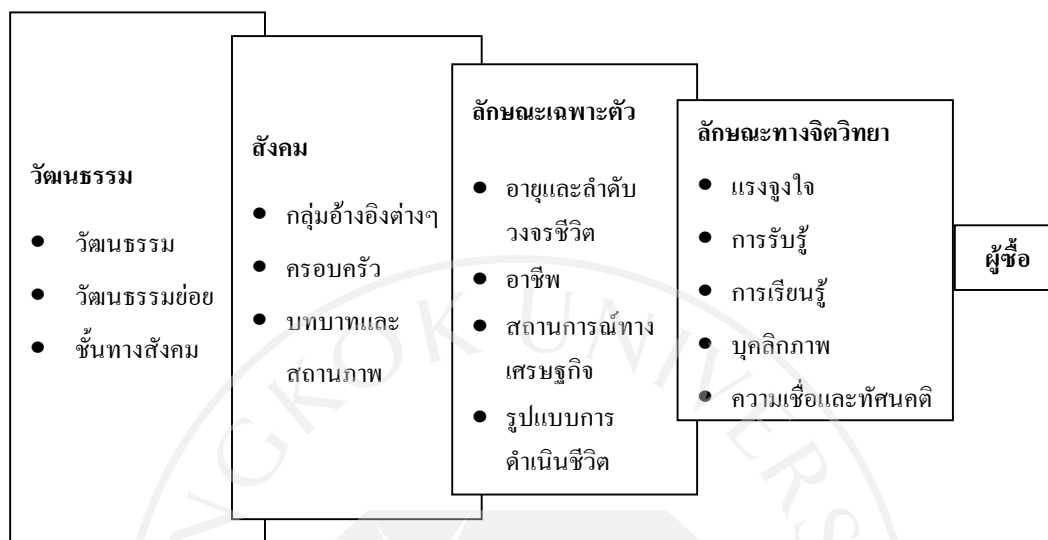 วัฒนธรรม
● วัฒนธรรม
● วัฒนธรรมย่อย
● ชั้นทางสังคม
สังคม
● กลุ่มอ้างอิงต่างๆ
● ครอบครัว
● บทบาทและ
สถานภาพ
ลักษณะเฉพาะตัว
● อายุและลำดับ
วงจรชีวิต
● อาชีพ
● สถานการณ์ทาง
เศรษฐกิจ
● รูปแบบการ
ดำเนินชีวิต
ลักษณะทางจิตวิทยา
● แรงจูงใจ
● การรับรู้
● การเรียนรู้
● บุคลิกภาพ
● ความเชื่อและทัศนคติ
ผู้ซื้อ
NGKOK UNIVERS